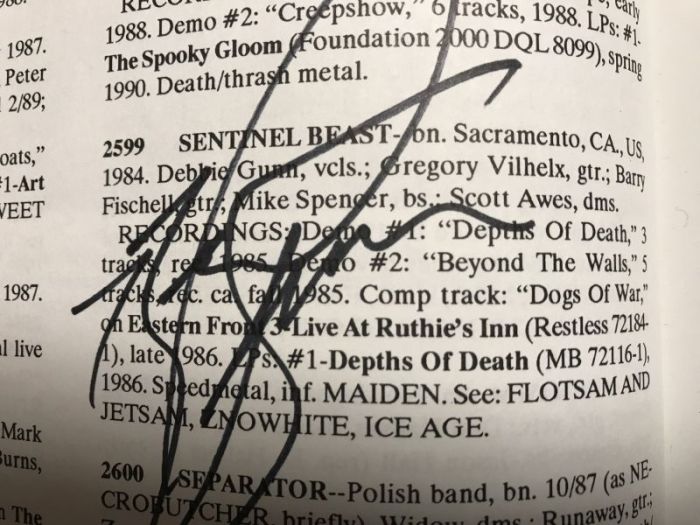 1988. Demo #2: "Creepshow," 6 tracks, 1988. LPs: #1-
The Spooky Gloom (Foundation 2000 DQL 8099), spring
1990. Death/thrash metal.
2599 SENTINEL BEAST-bn. Sacramento, CA., US,
1984. Debbie Gunn, vcls.; Gregory Vilhelx, gtr.; Barry
Fischell, gtr.; Mike Spencer, bs.; Scott Awes, dms.
RECORDINGS: Demo #1: "Depths Of Death," 3
tracks, rec. 1985. Demo #2: "Beyond The Walls," 5
tracks, rec. ca. fall 1985. Comp track: "Dogs Of War,"
on Eastern Front 3-Live At Ruthie's Inn (Restless 72184-
1), late 1986. LPs: #1-Depths Of Death (MB 72116-1),
1986. Speedmetal, inf. MAIDEN. See: FLOTSAM AND
JETSAM, ZNOWHITE, ICE AGE.
2600 SEPARATOR--Polish band, bn. 10/87 (as NE-
CROBUTCHER briefly) Widow, dms.; Runaway, gtr.;
1987.
Peter
2/89;
oats,"
#1-Art
WEET
1987.
al live
Mark
Burns,
The